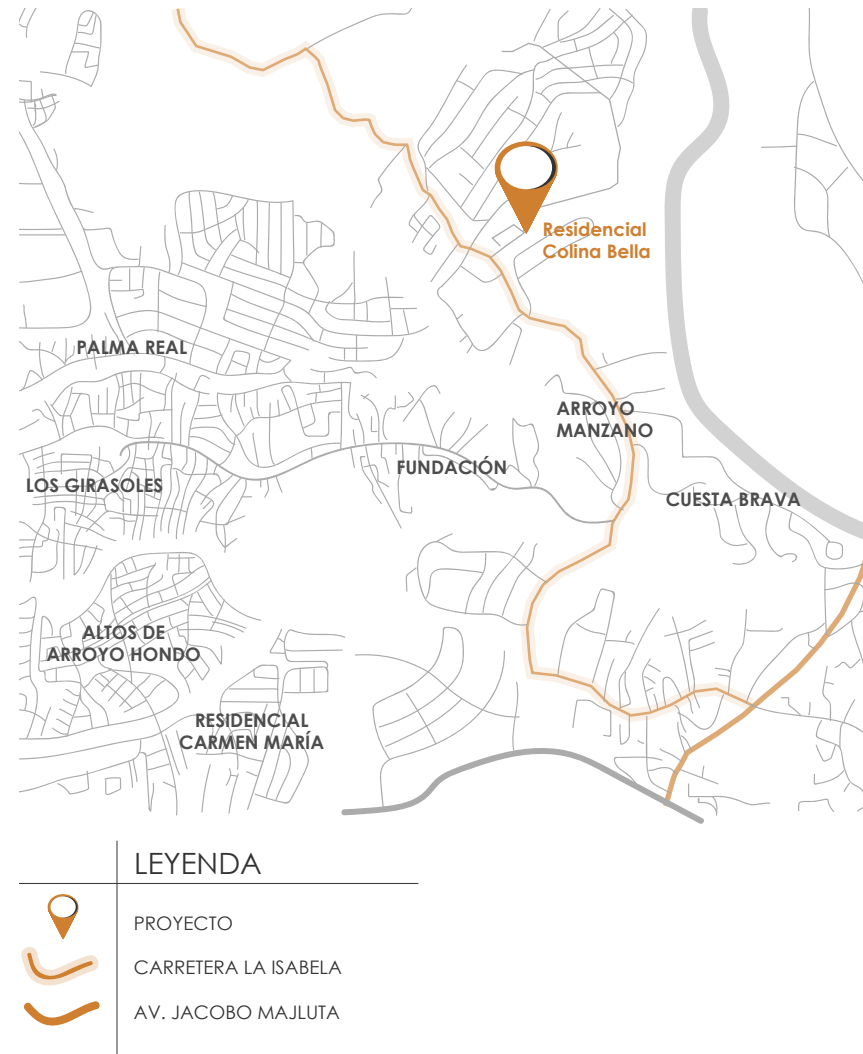 Residencial
Colina Bella
PALMA REAL
ARROYO
MANZANO
FUNDACIÓN
LOS GIRASOLES
CUESTA BRAVA
ALTOS DE
ARROYO HONDO
RESIDENCIAL
CARMEN MARÍA
LEYENDA
PROYECTO
CARRETERA LA ISABELA
AV. JACOBO MAJLUTA